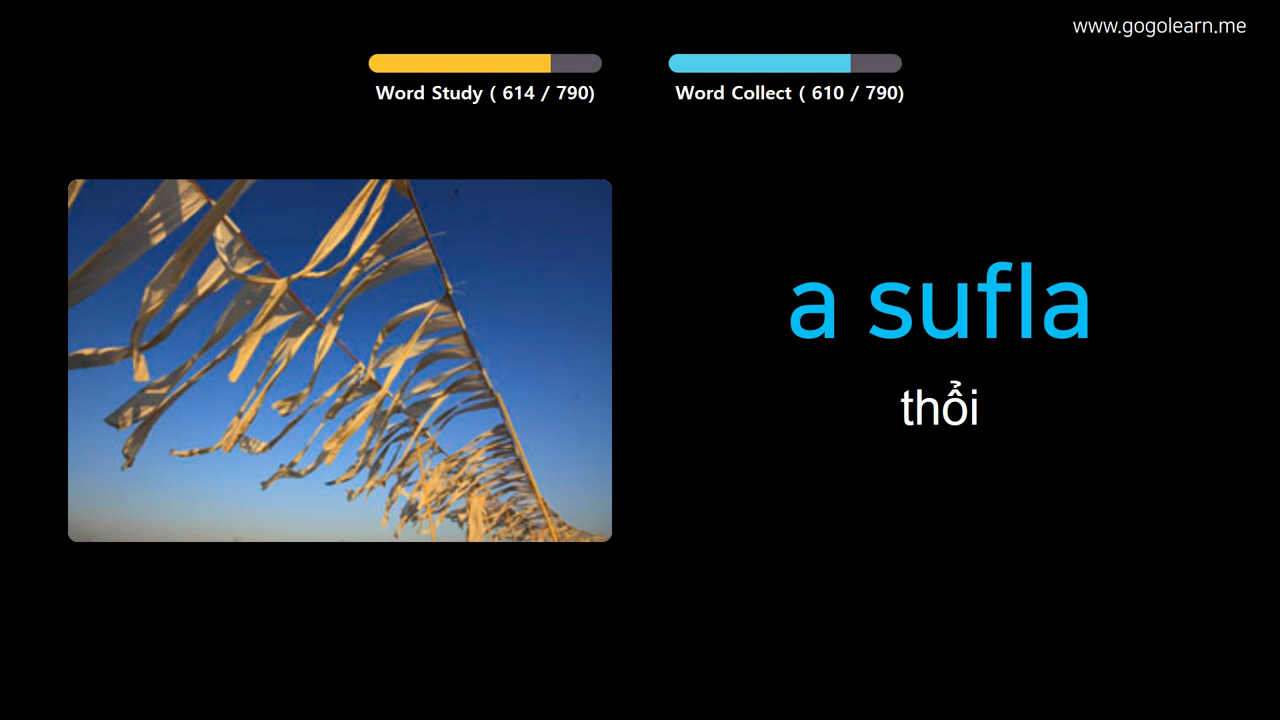 www.gogolearn.me
Word Study ( 614 / 790)
Word Collect ( 610 / 790)
a sufla
thổi